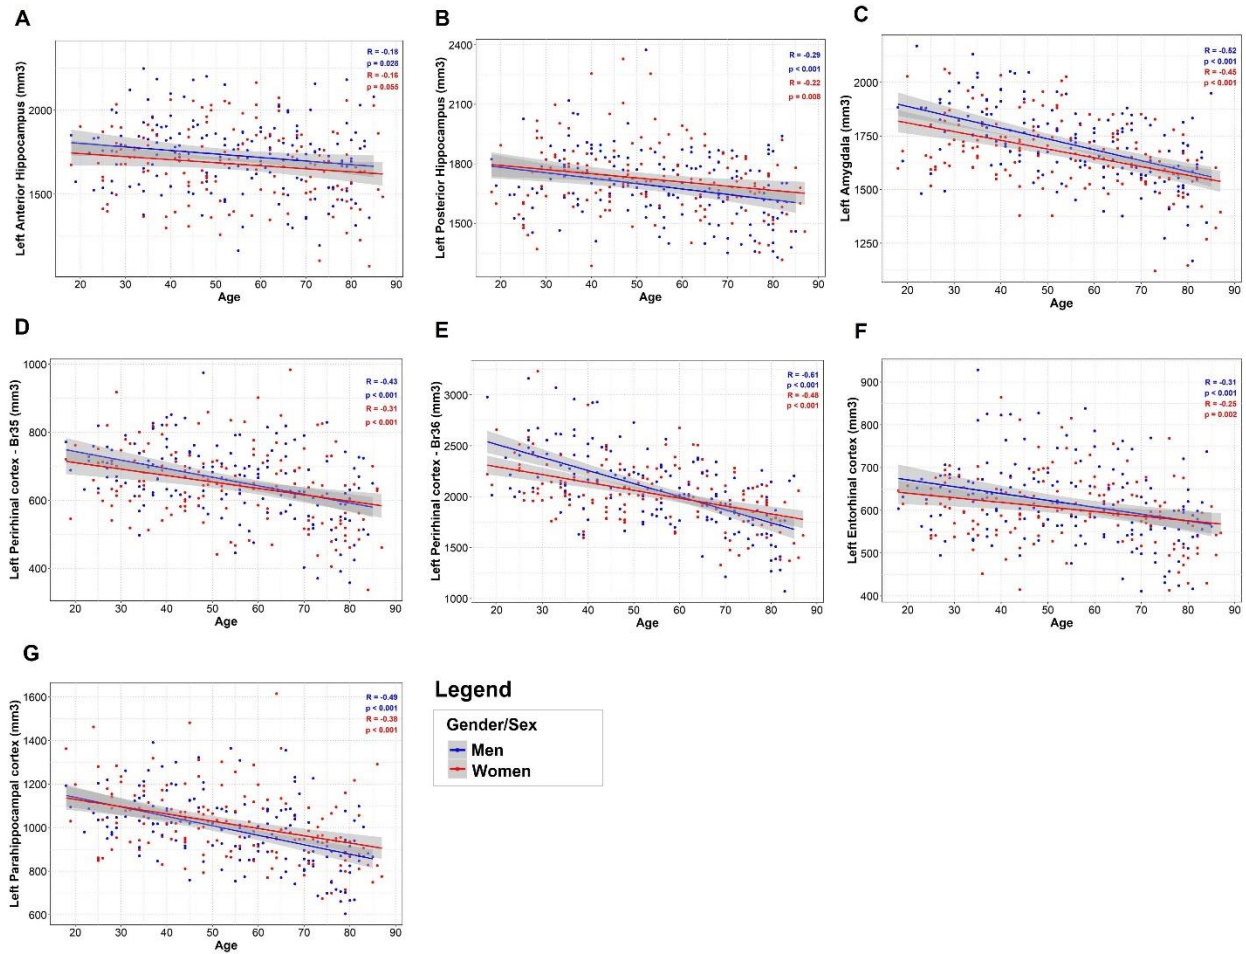 A
Left Anterior Hippocampus (mm3)
2000
1500
R = -0.18
p = 0.028
R = -0.16
p = 0.055
20 30 40 50 60 70 80 90
Age
B
Left Posterior Hippocampus (mm3)
2400
2100
1800
1500
R = -0.29
p < 0.001
R = -0.22
p = 0.008
20 30 40 50 60 70 80 90
Age
C
Left Amygdale (mm3)
2000
1750
1500
1250
R = -0.52
p < 0.001
R = -0.45
p < 0.001
20 30 40 50 60 70 80 90
Age
D
Left Perirhinal cortex - Br35 (mm3)
1000
800
600
400
R = -0.43
p < 0.001
R = -0.31
p < 0.001
20 30 40 50 60 70 80 90
Age
E
Left Perirhinal cortex - Br36 (mm3)
3000
2500
2000
1500
1000
R = -0.61
p < 0.001
R = -0.48
p < 0.001
20 30 40 50 60 70 80 90
Age
F
Left Entorhinal cortex (mm3)
900
800
700
600
500
400
R = -0.31
p < 0.001
R = -0.25
p = 0.002
20 30 40 50 60 70 80 90
Age
G
Left Parahippocampal cortex (mm3)
1600
1400
1200
1000
800
600
R = -0.49
p < 0.001
R = -0.38
p < 0.001
20 30 40 50 60 70 80 90
Age
Legend
Gender/Sex
Men
Women